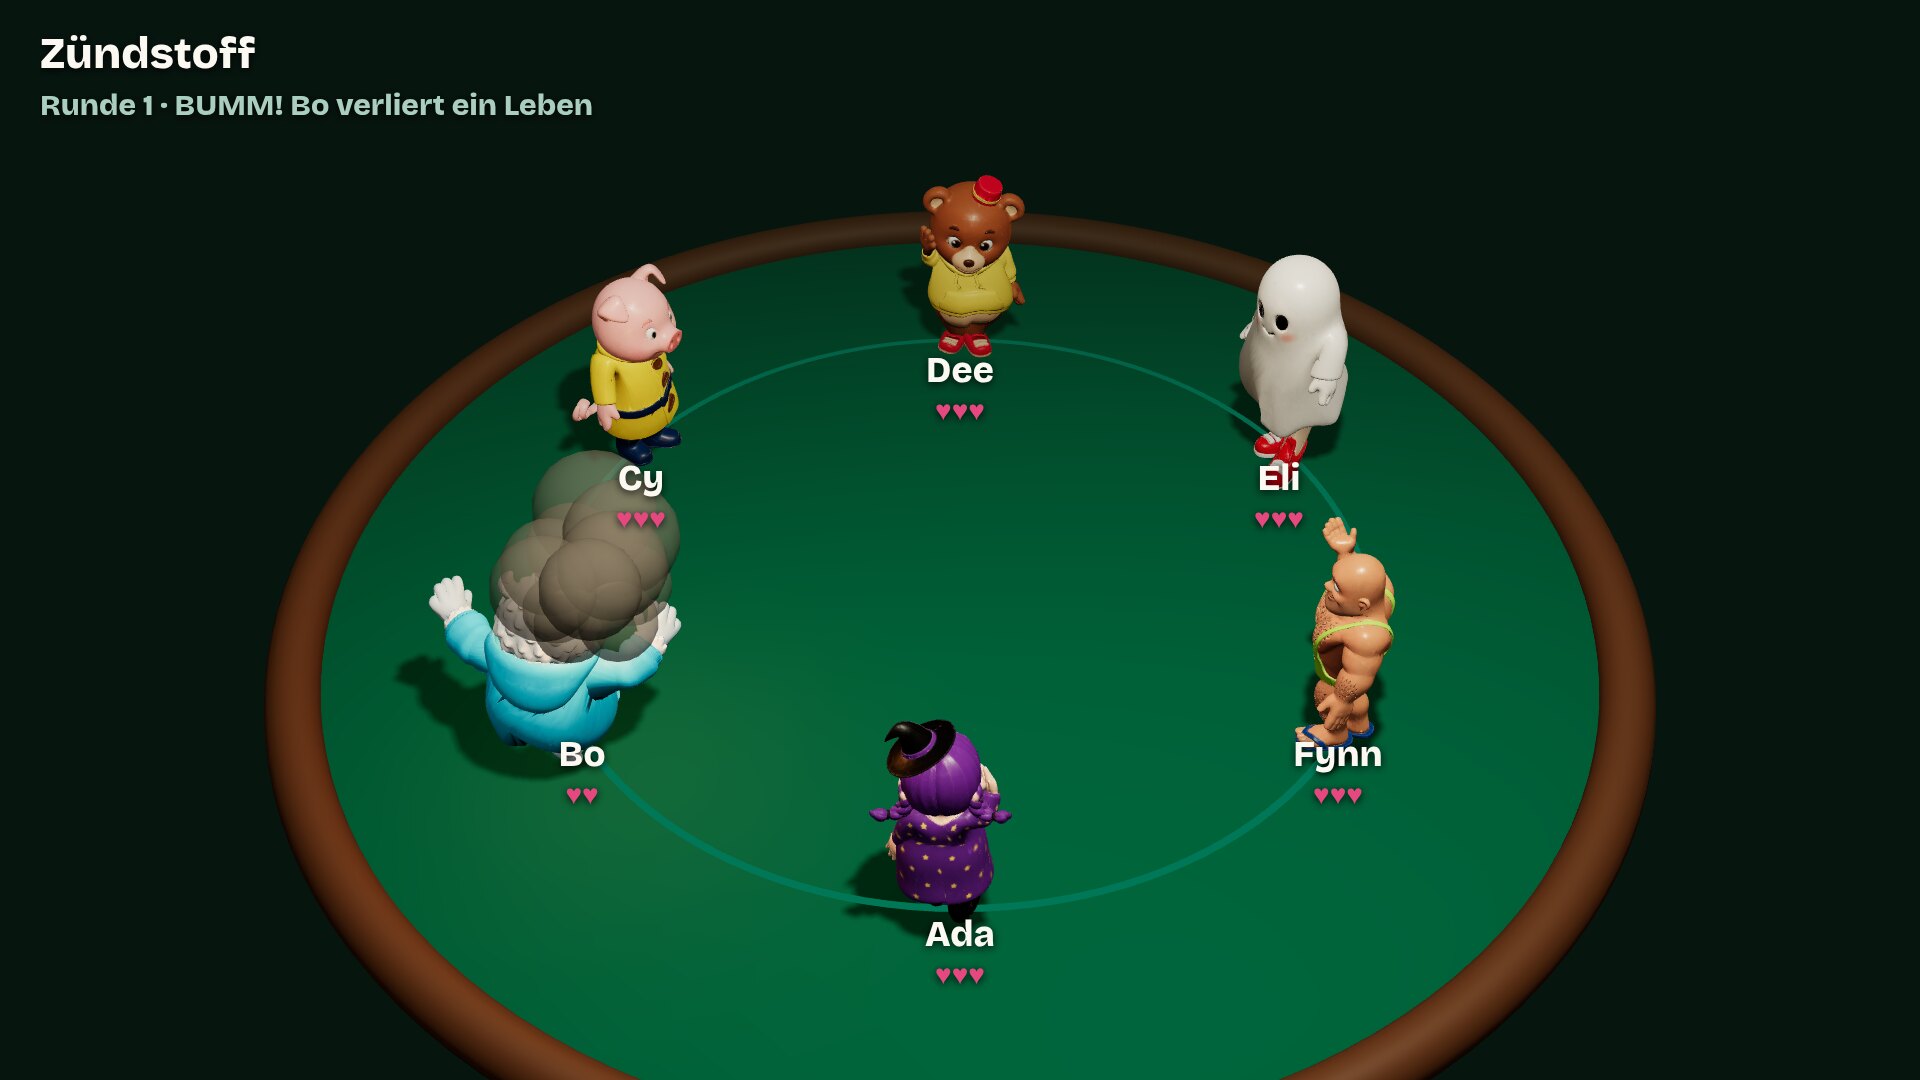 Zündstoff
Runde 1 · BUMM! Bo verliert ein Leben
Dee
♥♥♥
Cy
♥♥♥
Eli
♥♥♥
Bo
♥♥
Fynn
♥♥♥
Ada
♥♥♥